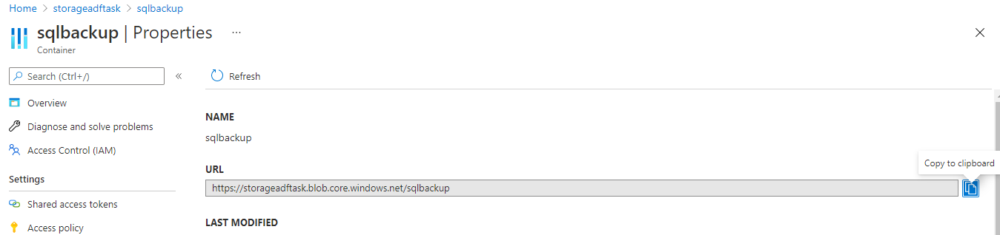 Home > storageadftask > sqlbackup
sqlbackup | Properties ...
Container
Search (Ctrl+/)
«
Refresh
Overview
Diagnose and solve problems
Access Control (IAM)
Settings
Shared access tokens
Access policy
NAME
sqlbackup
URL
Copy to clipboard
https://storageadftask.blob.core.windows.net/sqlbackup
LAST MODIFIED